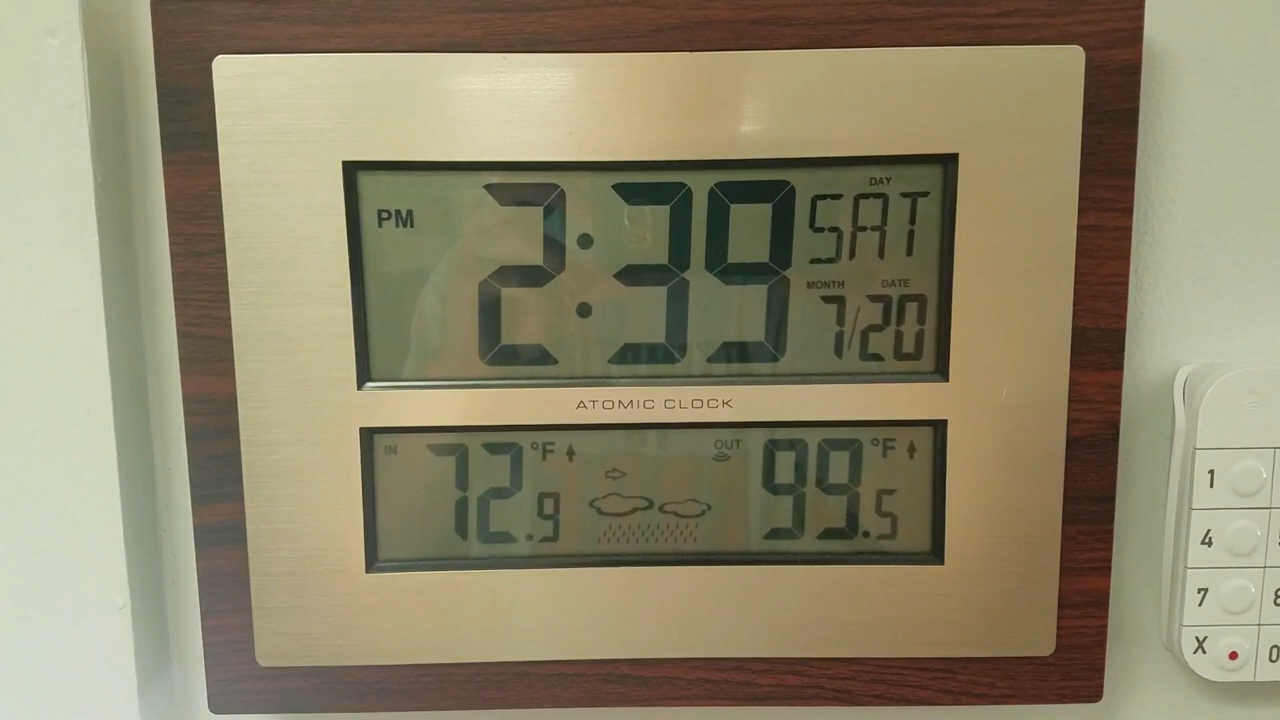 PM 2:39 DAY SAT
MONTH DATE
7/20
ATOMIC CLOCK
IN 72.9 °F OUT 99.5 °F
1
4
7
X 0